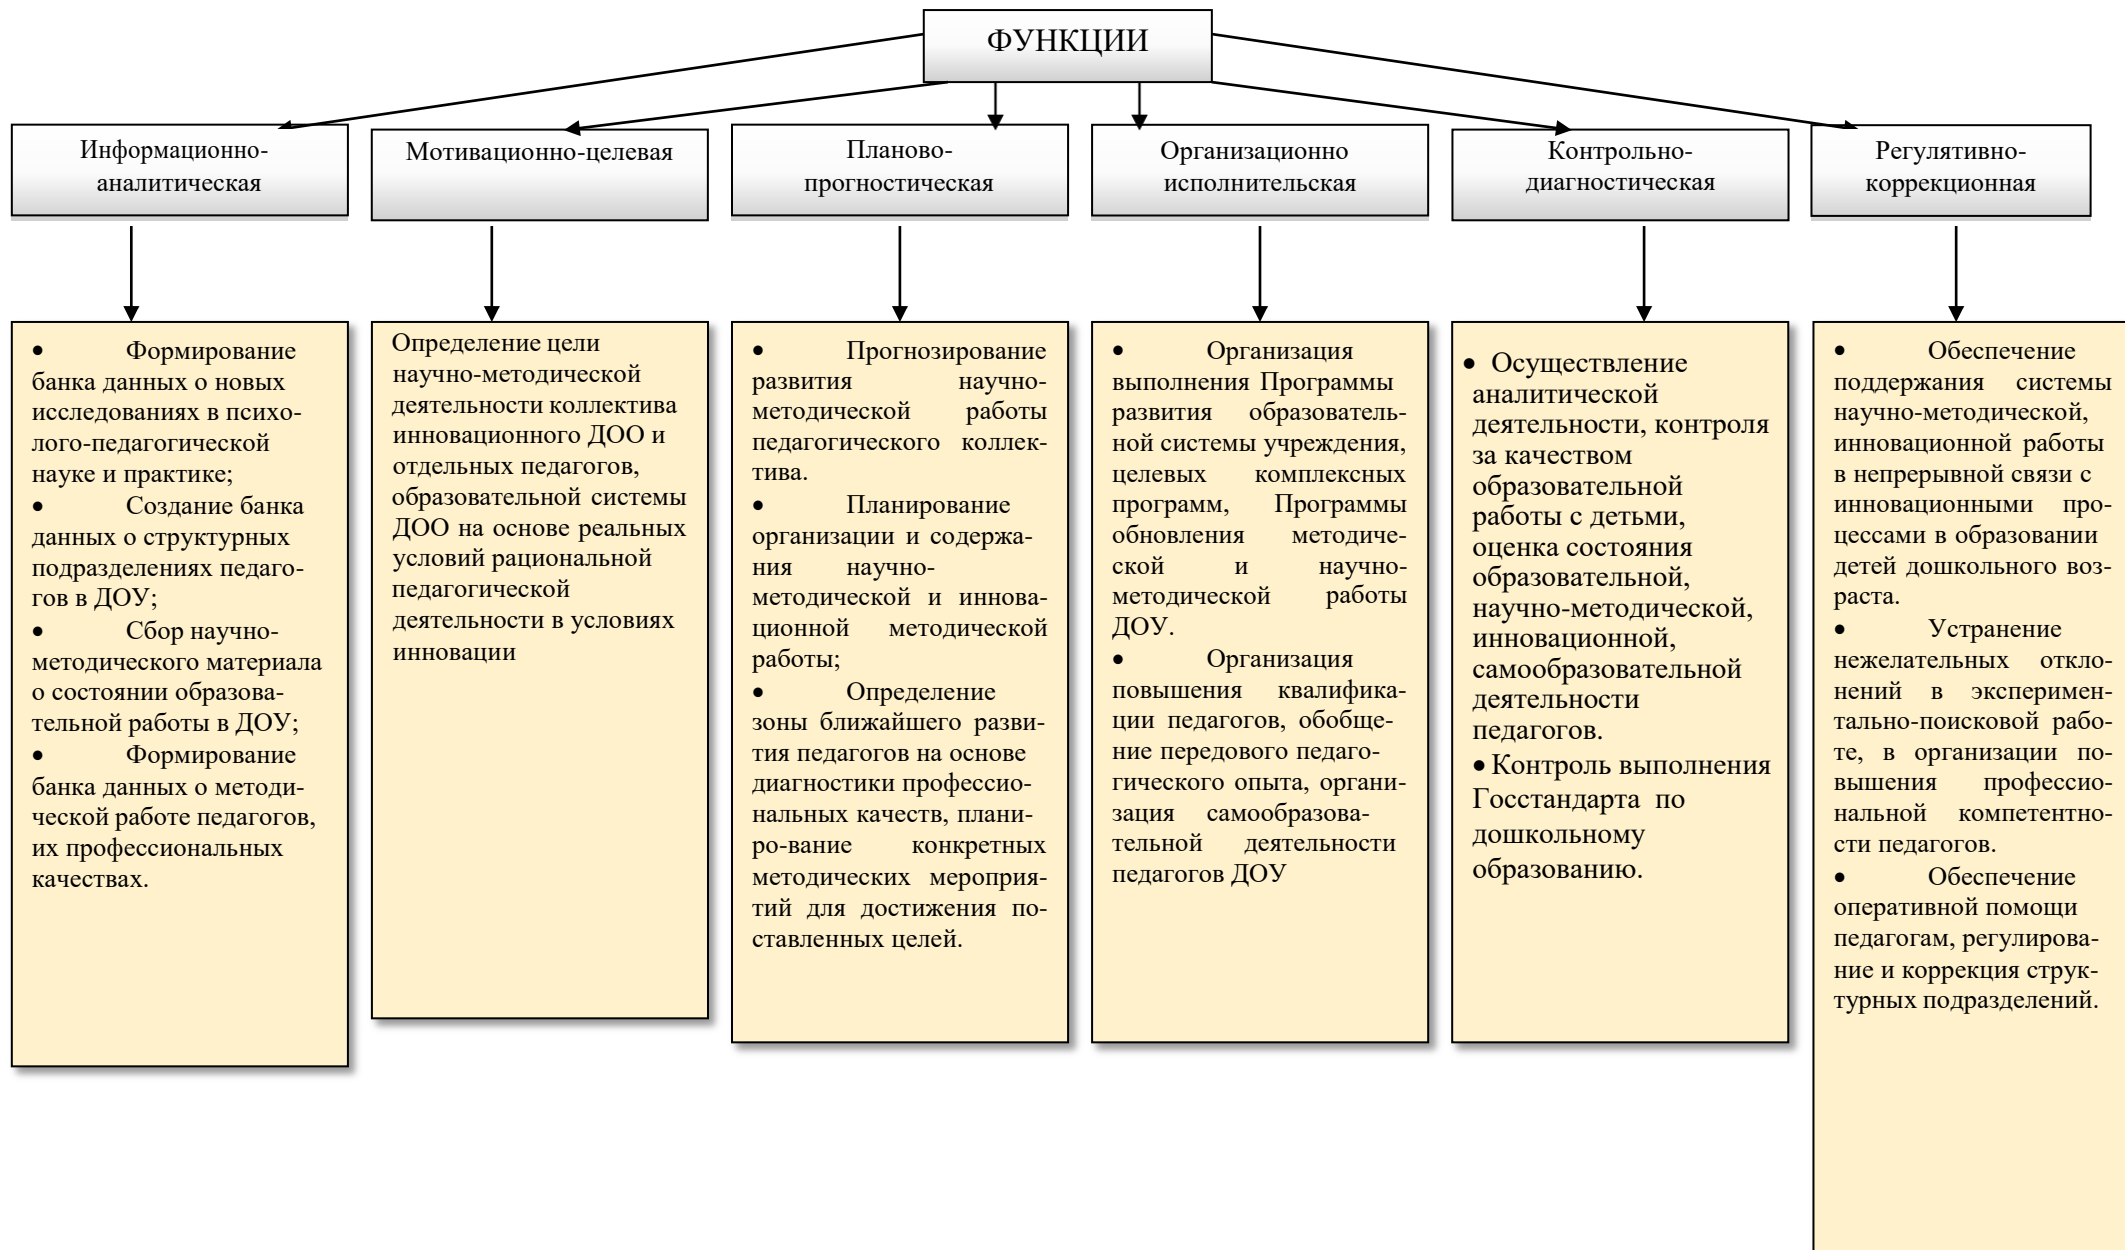 ФУНКЦИИ
Информационно-
аналитическая
Мотивационно-целевая
Планово-
прогностическая
Организационно
исполнительская
Контрольно-
диагностическая
Регулятивно-
коррекционная
• Формирование
банка данных о новых
исследованиях в психо-
лого-педагогической
науке и практике;
• Создание банка
данных о структурных
подразделениях педаго-
гов в ДОУ;
• Сбор научно-
методического материала
о состоянии образова-
тельной работы в ДОУ;
• Формирование
банка данных о методи-
ческой работе педагогов,
их профессиональных
качествах.
Определение цели
научно-методической
деятельности коллектива
инновационного ДОО и
отдельных педагогов,
образовательной системы
ДОО на основе реальных
условий рациональной
педагогической
деятельности в условиях
инновации
• Прогнозирование
развития научно-
методической работы
педагогического коллек-
тива.
• Планирование
организации и содержа-
ния научно-
методической и иннова-
ционной методической
работы;
• Определение
зоны ближайшего разви-
тия педагогов на основе
диагностики профессио-
нальных качеств, плани-
ро-вание конкретных
методических мероприя-
тий для достижения по-
ставленных целей.
• Организация
выполнения Программы
развития образователь-
ной системы учреждения,
целевых комплексных
программ, Программы
обновления методиче-
ской и научно-
методической работы
ДОУ.
• Организация
повышения квалифика-
ции педагогов, обобще-
ние передового педаго-
гического опыта, органи-
зация самообразова-
тельной деятельности
педагогов ДОУ
• Осуществление
аналитической
деятельности, контроля
за качеством
образовательной
работы с детьми,
оценка состояния
образовательной,
научно-методической,
инновационной,
самообразовательной
деятельности
педагогов.
• Контроль выполнения
Госстандарта по
дошкольному
образованию.
• Обеспечение
поддержания системы
научно-методической,
инновационной работы
в непрерывной связи с
инновационными про-
цессами в образовании
детей дошкольного воз-
раста.
• Устранение
нежелательных откло-
нений в эксперимен-
тально-поисковой рабо-
те, в организации по-
вышения профессио-
нальной компетентно-
сти педагогов.
• Обеспечение
оперативной помощи
педагогам, регулирова-
ние и коррекция струк-
турных подразделений.